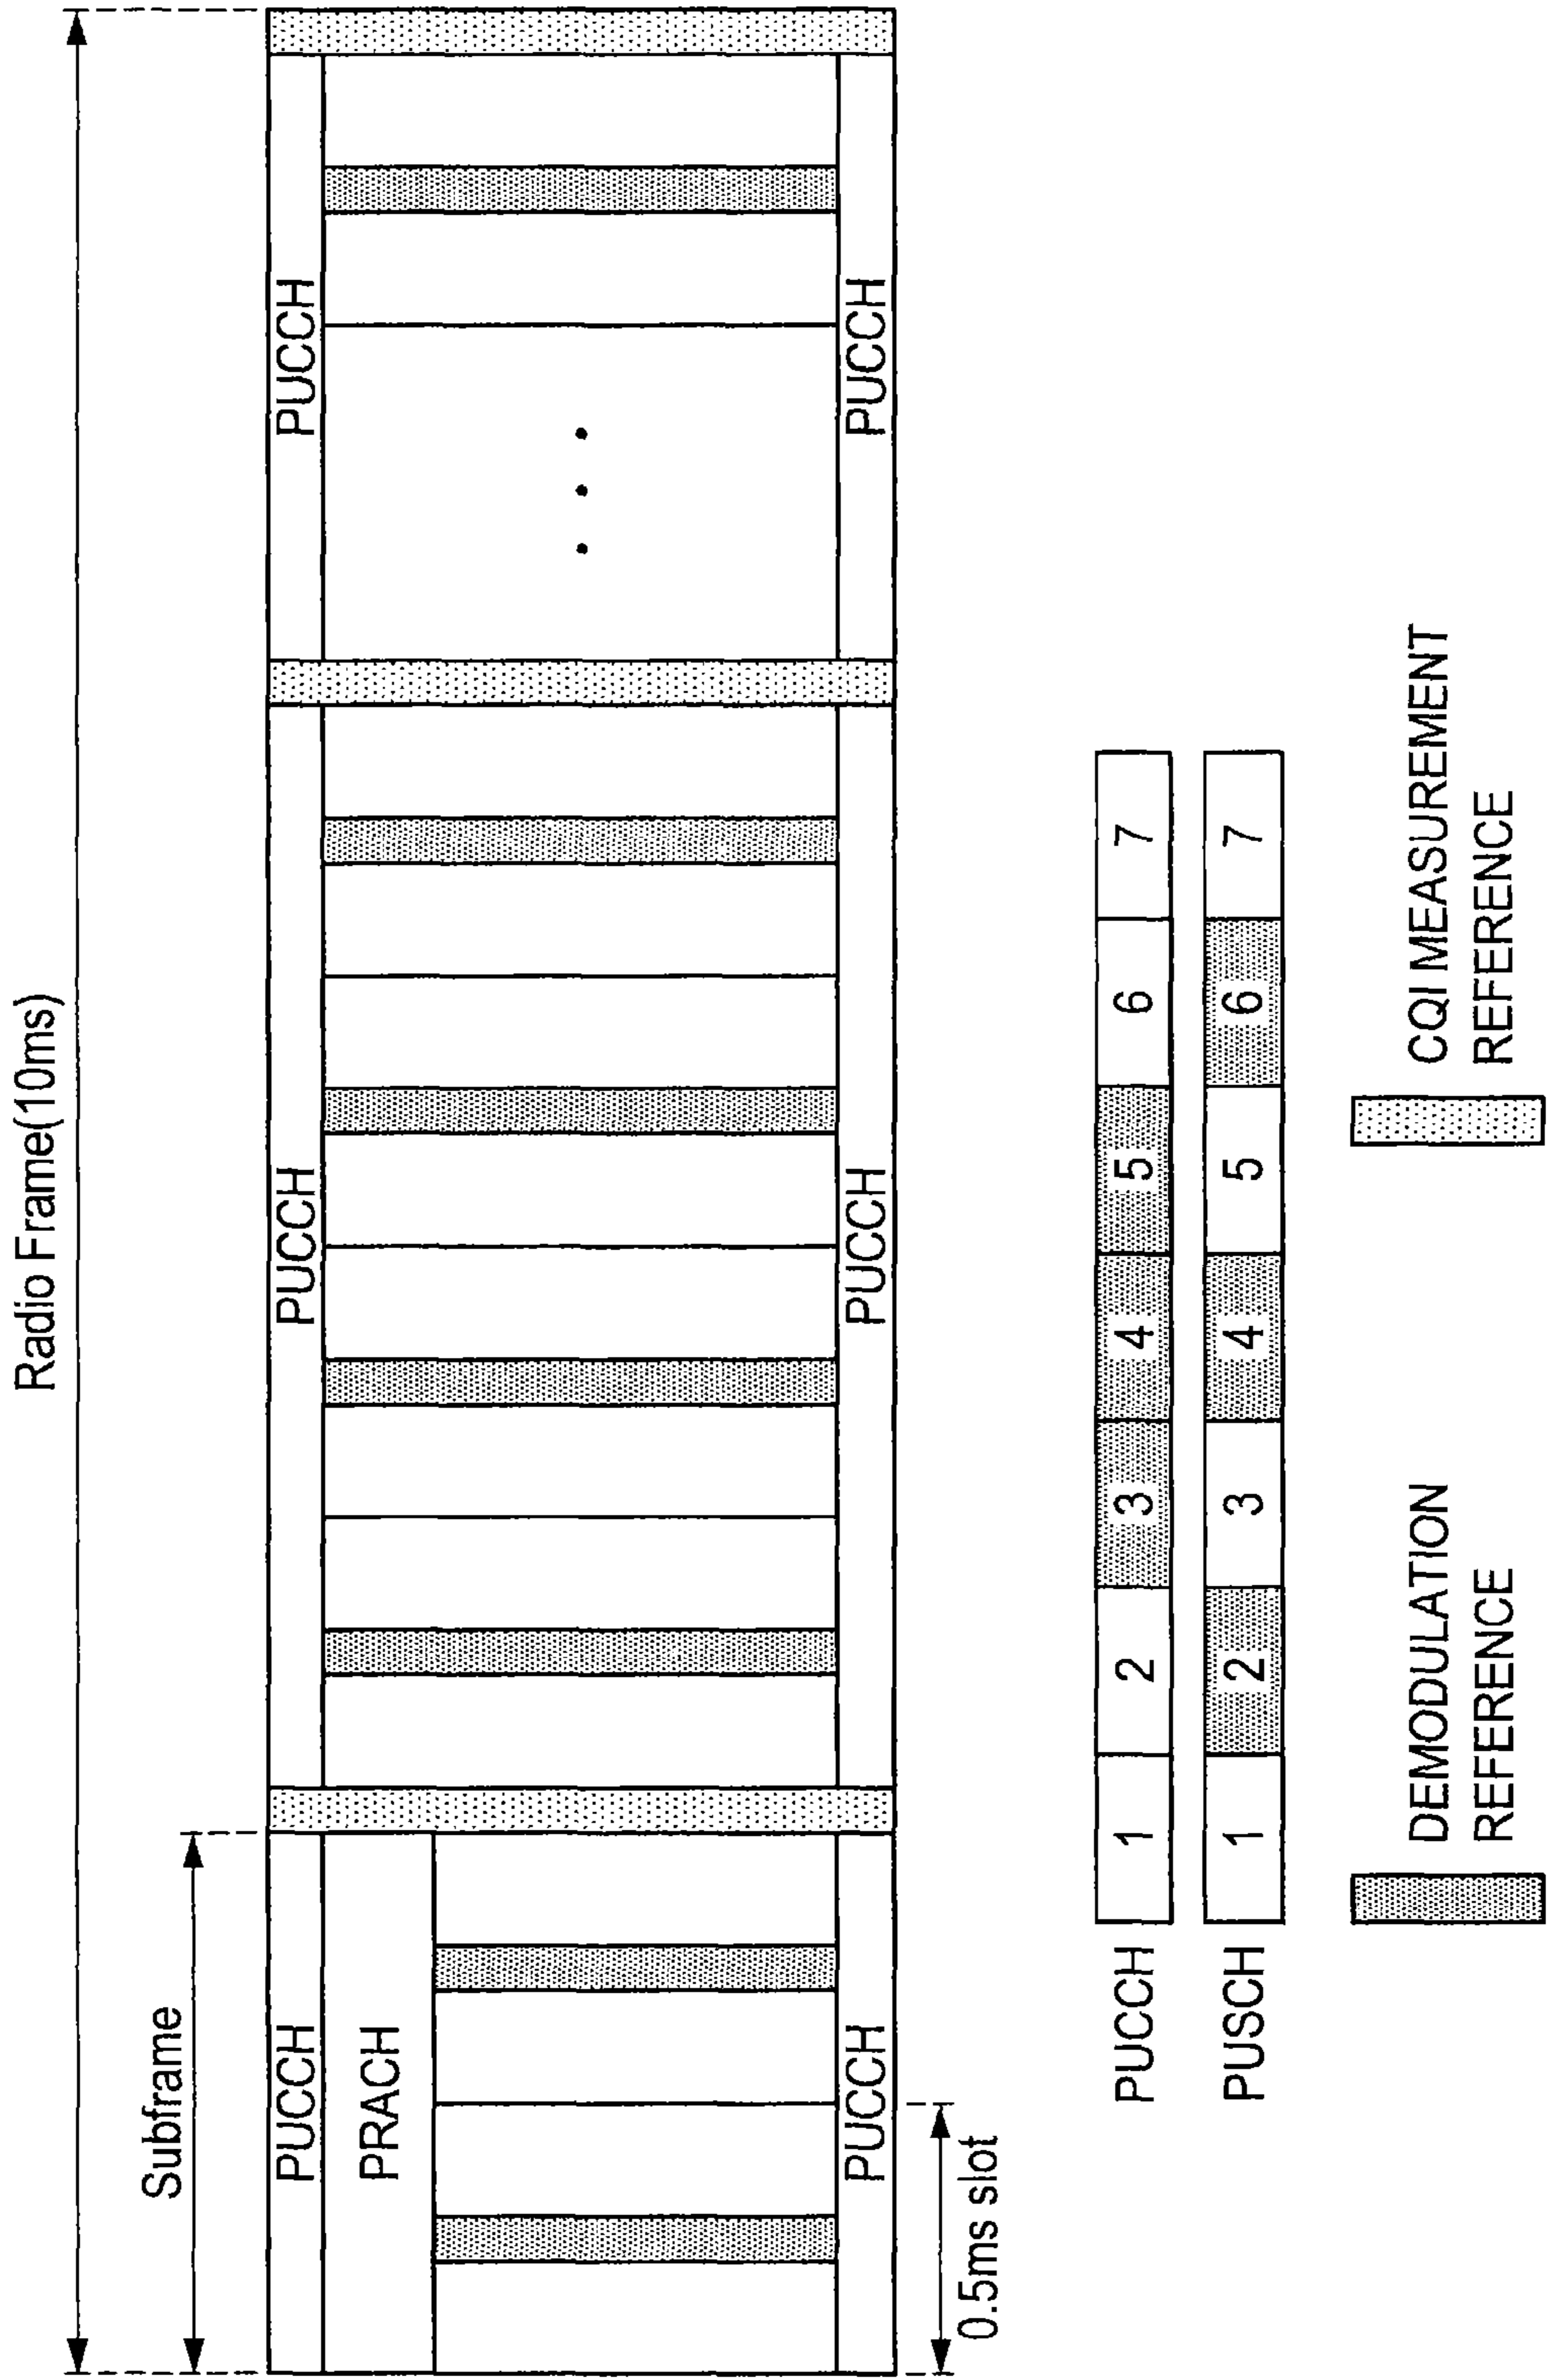 Radio Frame(10ms)
Subframe
PUCCH
PUCCH
PUCCH
PRACH
PUCCH
PUCCH
PUCCH
0.5ms slot
PUCCH 1 2 3 4 5 6 7
PUSCH 1 2 3 4 5 6 7
DEMODULATION
REFERENCE
CQI MEASUREMENT
REFERENCE